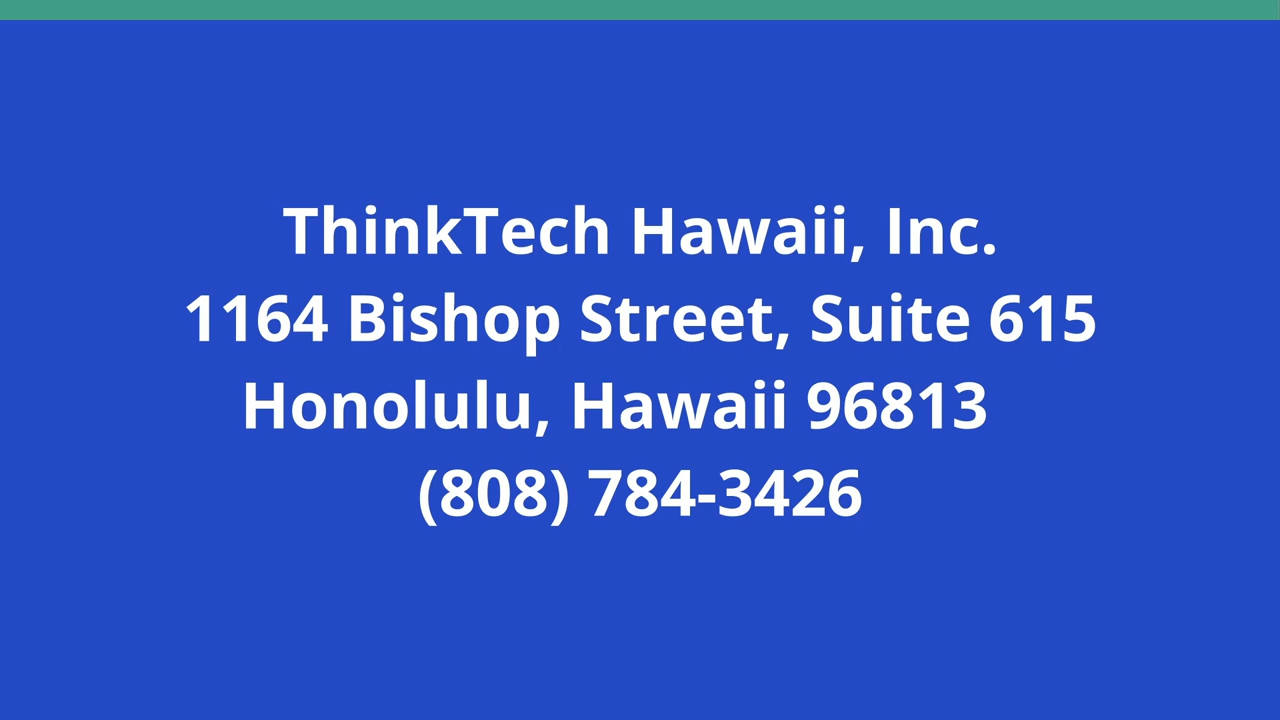 ThinkTech Hawaii, Inc.
1164 Bishop Street, Suite 615
Honolulu, Hawaii 96813
(808) 784-3426